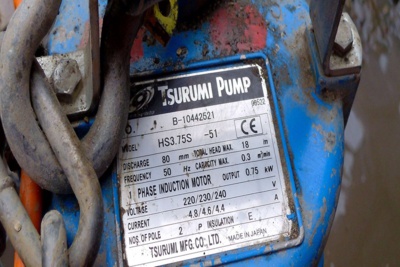 TSURUMI PUMP
NO. B-10442521
MODEL HS3.75S -51 CE
DISCHARGE 80 mm TOTAL HEAD MAX. 18 m
FREQUENCY 50 Hz CAPACITY MAX. 0.3 m³/min
1 PHASE INDUCTION MOTOR OUTPUT 0.75 kW
VOLTAGE 220/230/240 V
CURRENT 4.8/4.6/4.4 A
NOS. OF POLE 2 P INSULATION E
TSURUMI MFG. CO., LTD. MADE IN JAPAN